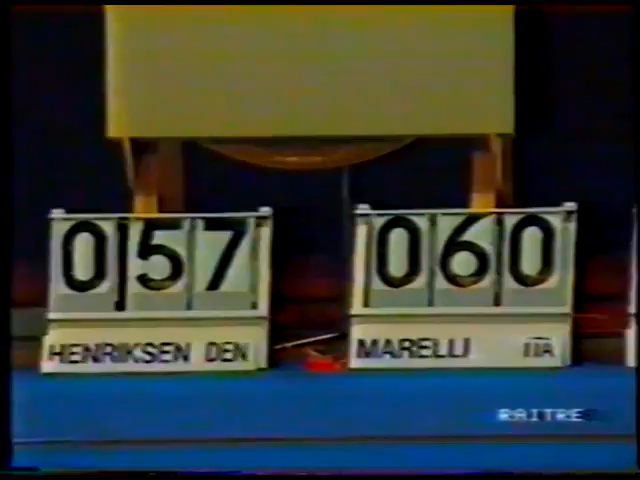 057
060
HENRIKSEN DEN
MARELLI ITA
RAITRE